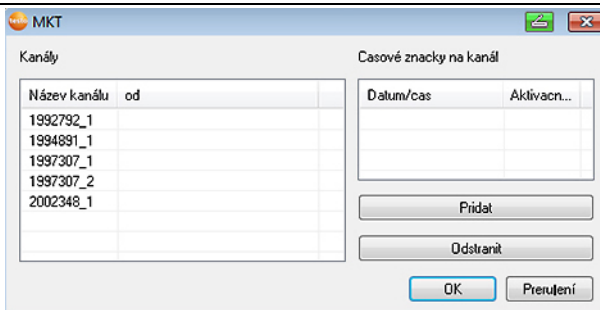 testo MKT
Kanály
Název kanálu od
1992792_1
1994891_1
1997307_1
1997307_2
2002348_1
Casové znacky na kanál
Datum/cas Aktivacn...
Pridat
Odstranit
OK Prerulení